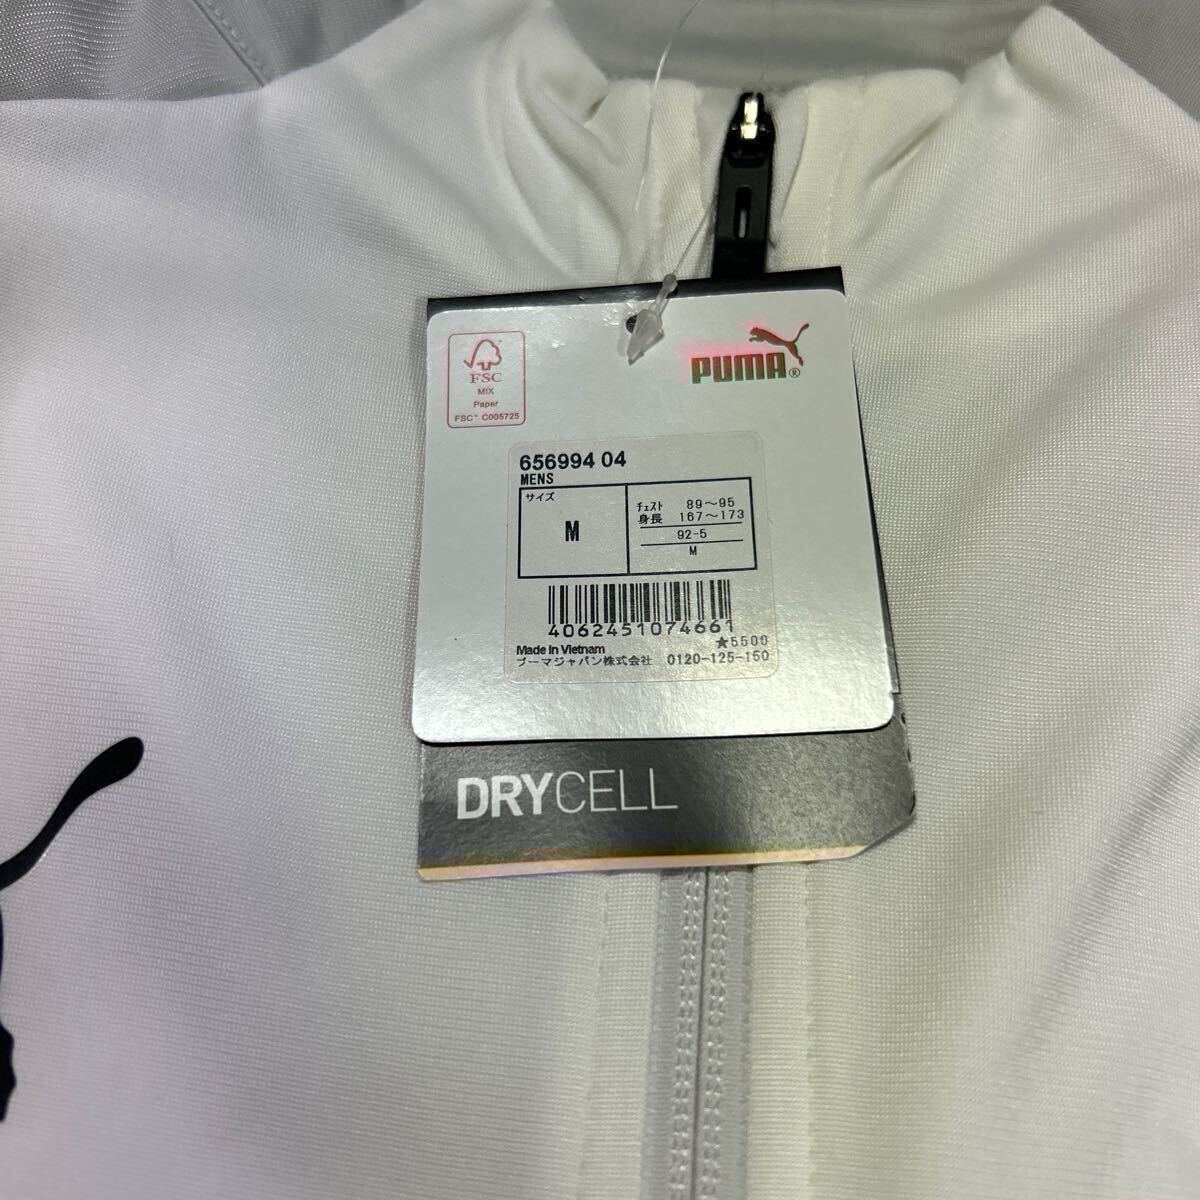 PUMA®
FSC
MIX
Paper
FSC™ C005725
656994 04
MENS
サイズ
M
チェスト 89～95
身長 167～173
92-5
M
4062451074661
★5500
Made In Vietnam
プーマジャパン株式会社 0120-125-150
DRYCELL